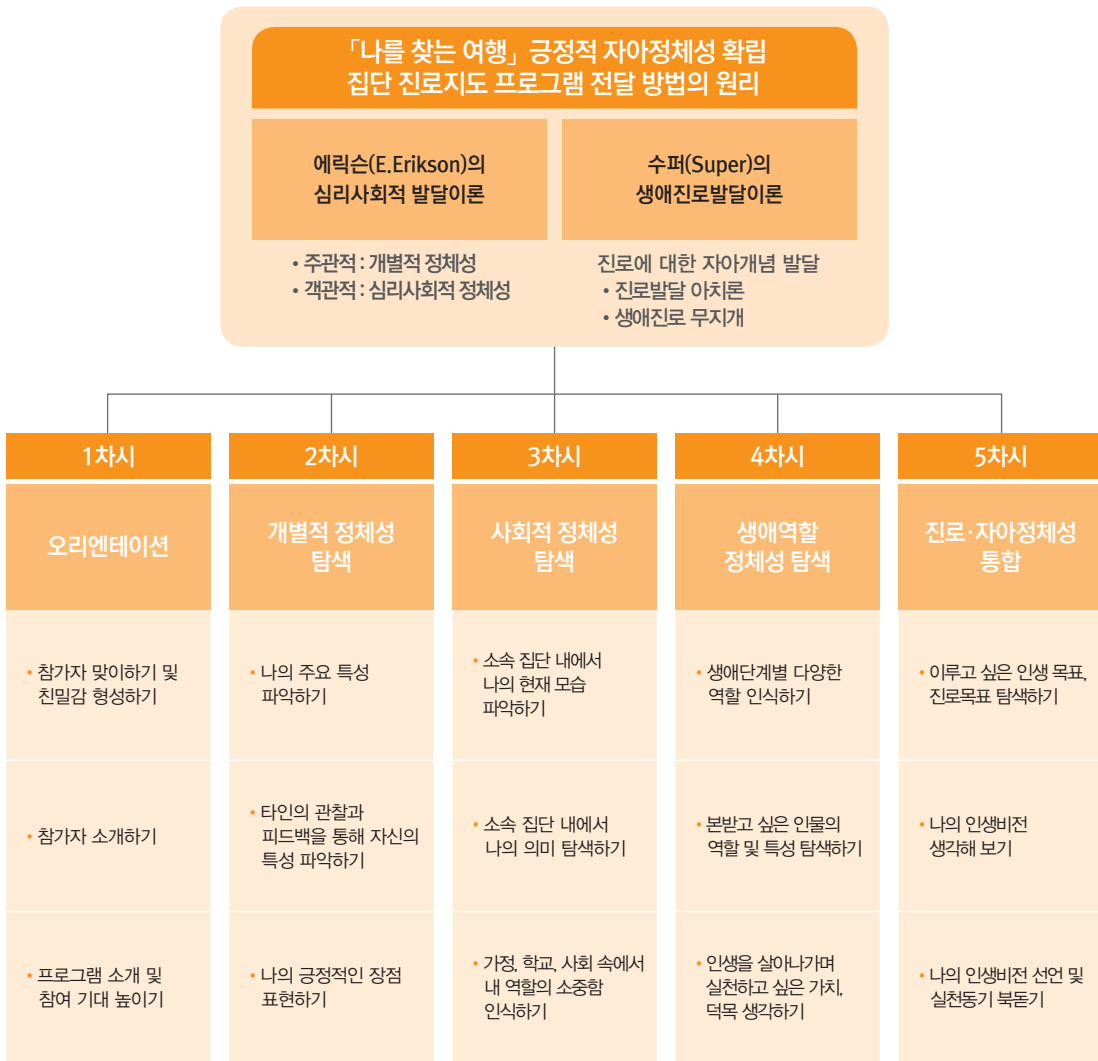 「나를 찾는 여행」 긍정적 자아정체성 확립
집단 진로지도 프로그램 전달 방법의 원리
에릭슨(E.Erikson)의
심리사회적 발달이론
• 주관적 : 개별적 정체성
• 객관적 : 심리사회적 정체성
수퍼(Super)의
생애진로발달이론
진로에 대한 자아개념 발달
• 진로발달 아치론
• 생애진로 무지개
1차시
오리엔테이션
• 참가자 맞이하기 및
친밀감 형성하기
• 참가자 소개하기
• 프로그램 소개 및
참여 기대 높이기
2차시
개별적 정체성
탐색
• 나의 주요 특성
파악하기
• 타인의 관찰과
피드백을 통해 자신의
특성 파악하기
• 나의 긍정적인 장점
표현하기
3차시
사회적 정체성
탐색
• 소속 집단 내에서
나의 현재 모습
파악하기
• 소속 집단 내에서
나의 의미 탐색하기
• 가정, 학교, 사회 속에서
내 역할의 소중함
인식하기
4차시
생애역할
정체성 탐색
• 생애단계별 다양한
역할 인식하기
• 본받고 싶은 인물의
역할 및 특성 탐색하기
• 인생을 살아나가며
실천하고 싶은 가치,
덕목 생각하기
5차시
진로·자아정체성
통합
• 이루고 싶은 인생 목표,
진로목표 탐색하기
• 나의 인생비전
생각해 보기
• 나의 인생비전 선언 및
실천동기 북돋기